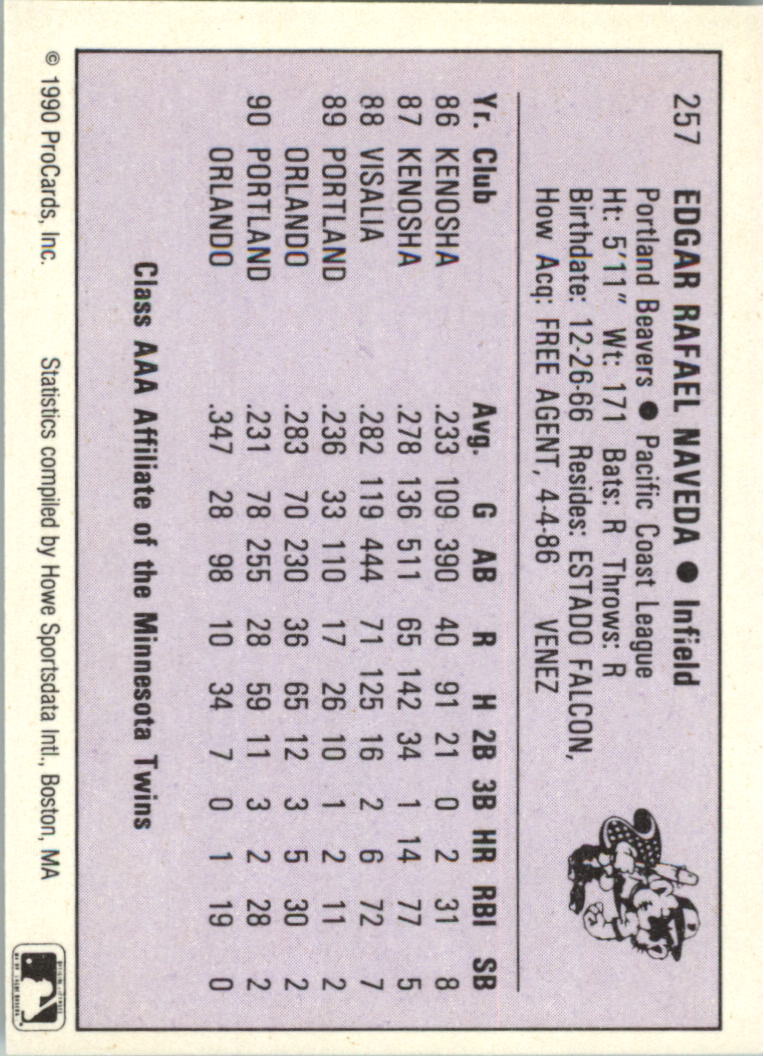 257 EDGAR RAFAEL NAVEDA ● Infield
Portland Beavers ● Pacific Coast League
Ht: 5'11" Wt: 171 Bats: R Throws: R
Birthdate: 12-26-66 Resides: ESTADO FALCON,
How Acq: FREE AGENT, 4-4-86 VENEZ
Yr. Club Avg. G AB R H 2B 3B HR RBI SB
86 KENOSHA .233 109 390 40 91 21 0 2 31 8
87 KENOSHA .278 136 511 65 142 34 1 14 77 5
88 VISALIA .282 119 444 71 125 16 2 6 72 7
89 PORTLAND .236 33 110 17 26 10 1 2 11 2
ORLANDO .283 70 230 36 65 12 3 5 30 2
90 PORTLAND .231 78 255 28 59 11 3 2 28 2
ORLANDO .347 28 98 10 34 7 0 1 19 0
Class AAA Affiliate of the Minnesota Twins
© 1990 ProCards, Inc. Statistics compiled by Howe Sportsdata Intl., Boston, MA